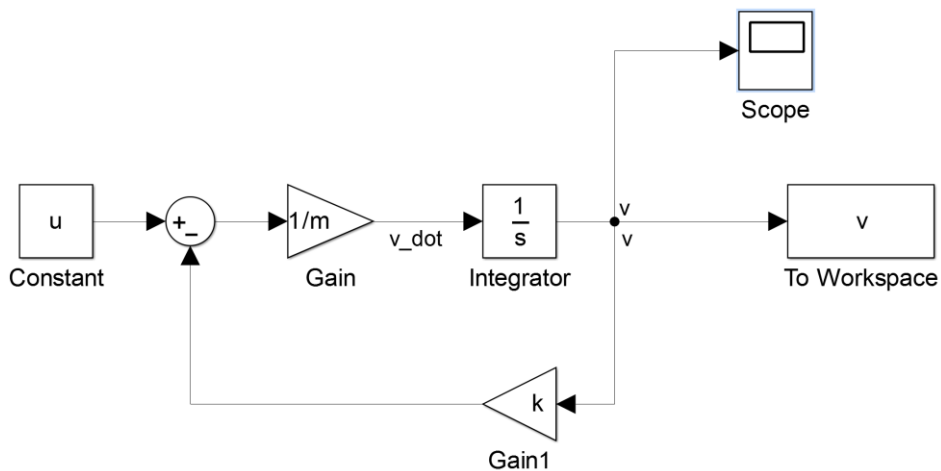 Scope
u
+
−
1/m
v_dot
1
s
v
v
v
Constant
Gain
Integrator
To Workspace
k
Gain1